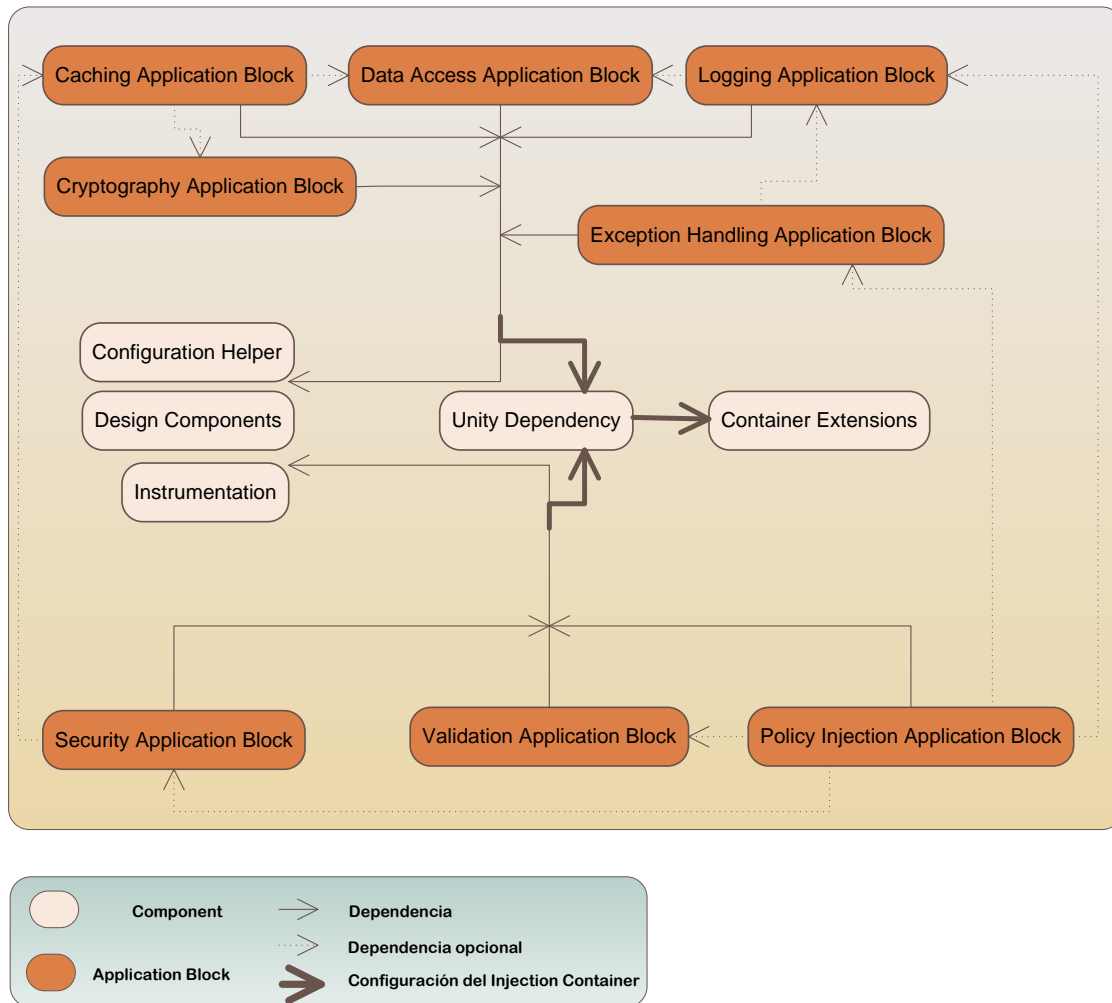 Caching Application Block
Data Access Application Block
Logging Application Block
Cryptography Application Block
Exception Handling Application Block
Configuration Helper
Design Components
Unity Dependency
Container Extensions
Instrumentation
Security Application Block
Validation Application Block
Policy Injection Application Block
Component
Dependencia
Dependencia opcional
Application Block
Configuración del Injection Container